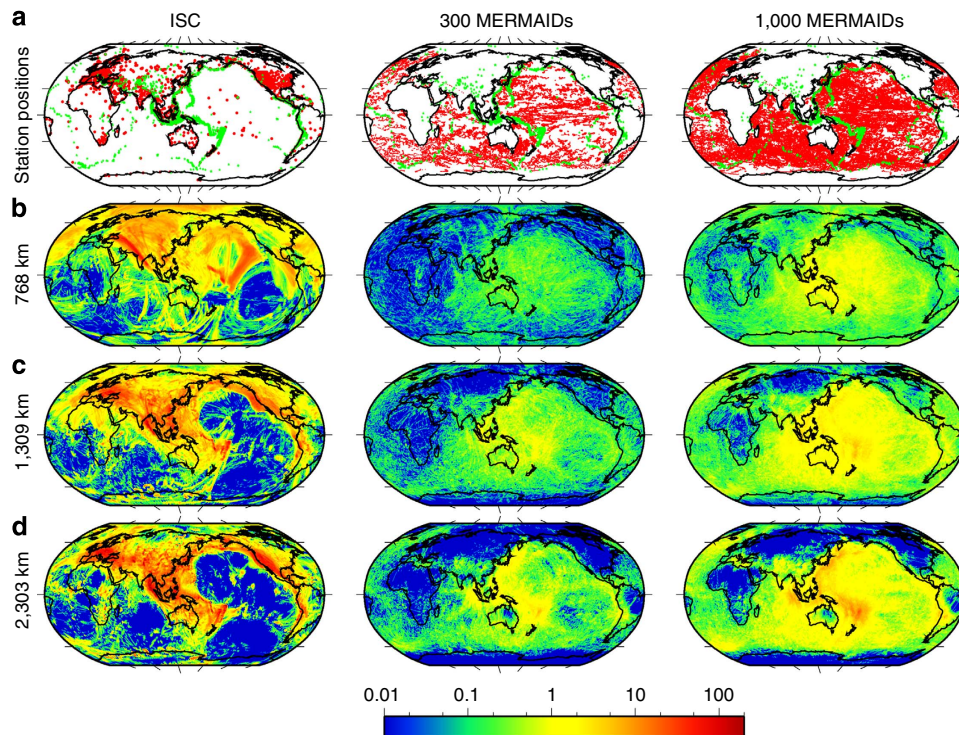 a
ISC
300 MERMAIDs
1,000 MERMAIDs
Station positions
b
768 km
c
1,309 km
d
2,303 km
0.01
0.1
1
10
100